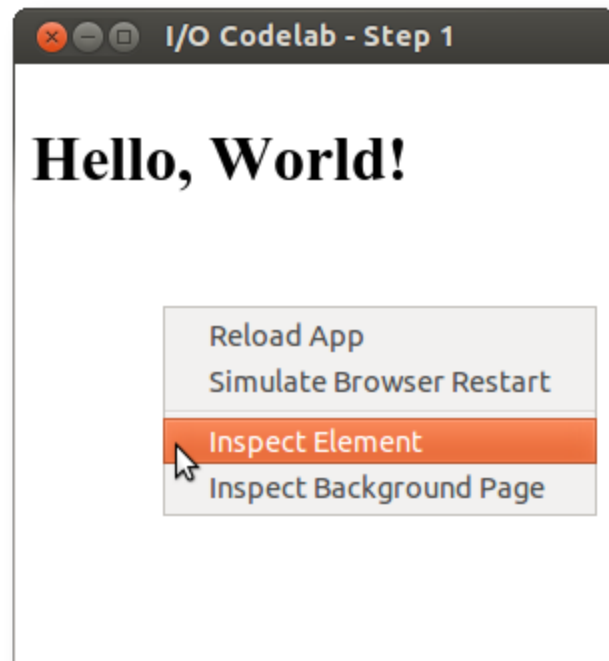 I/O Codelab - Step 1
Hello, World!
Reload App
Simulate Browser Restart
Inspect Element
Inspect Background Page